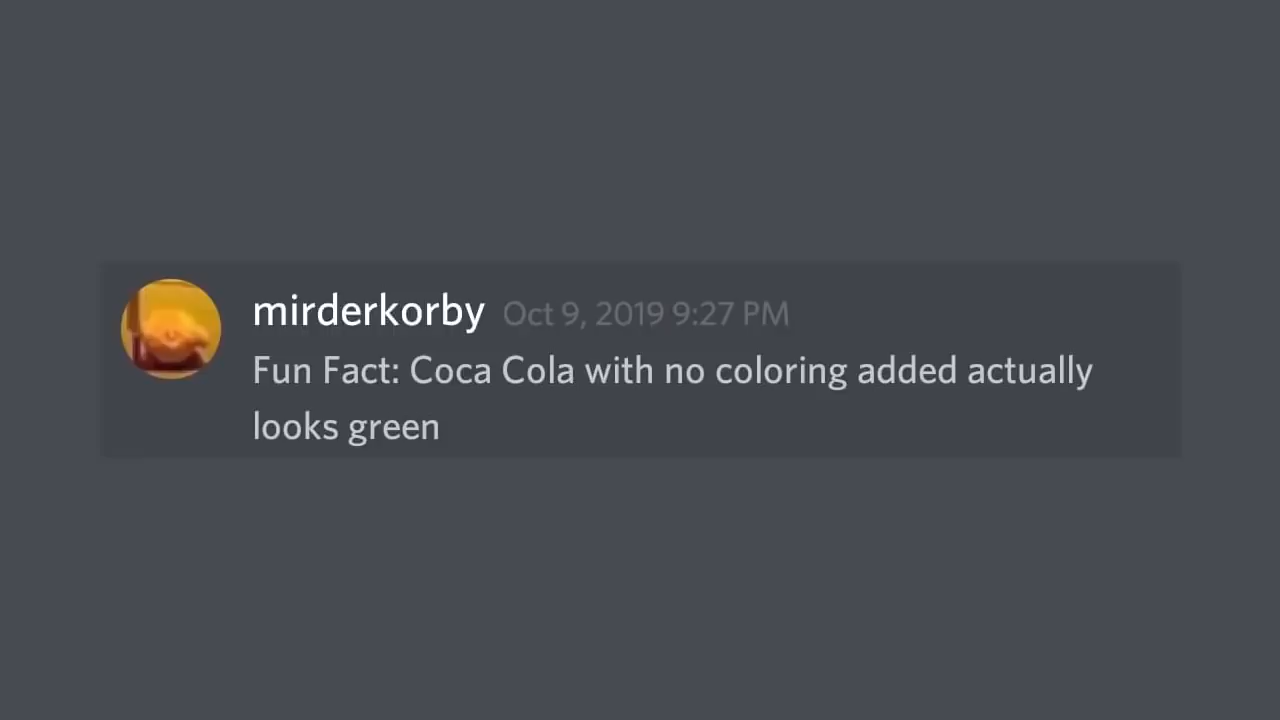 mirderkorby Oct 9, 2019 9:27 PM
Fun Fact: Coca Cola with no coloring added actually
looks green